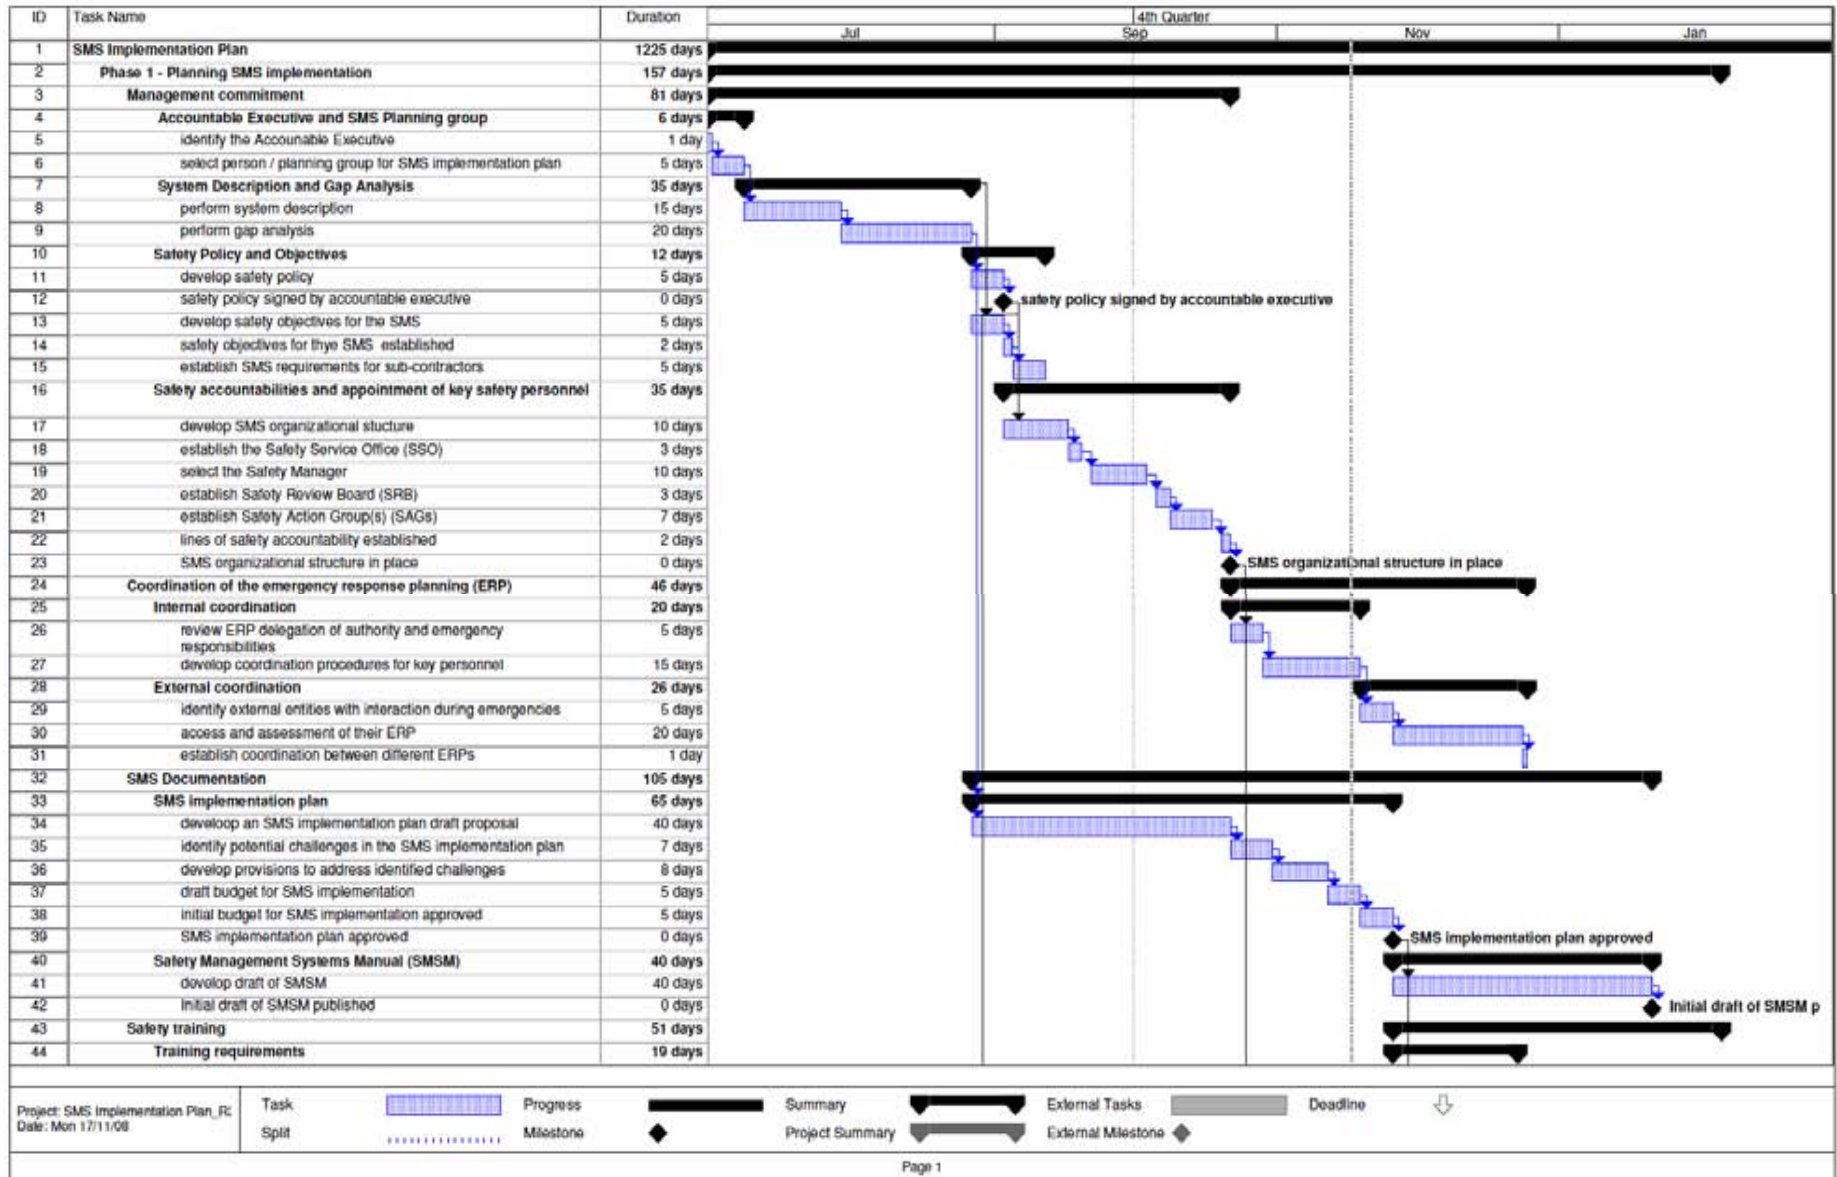 ID Task Name Duration 4th Quarter
Jul Sep Nov Jan
1 SMS Implementation Plan 1225 days
2 Phase 1 - Planning SMS implementation 157 days
3 Management commitment 81 days
4 Accountable Executive and SMS Planning group 6 days
5 identify the Accounable Executive 1 day
6 select person / planning group for SMS implementation plan 5 days
7 System Description and Gap Analysis 35 days
8 perform system description 15 days
9 perform gap analysis 20 days
10 Safety Policy and Objectives 12 days
11 develop safety policy 5 days
12 safety policy signed by accountable executive 0 days safety policy signed by accountable executive
13 develop safety objectives for the SMS 5 days
14 safety objectives for thye SMS established 2 days
15 establish SMS requirements for sub-contractors 5 days
16 Safety accountabilities and appointment of key safety personnel 35 days
17 develop SMS organizational stucture 10 days
18 establish the Safety Service Office (SSO) 3 days
19 select the Safety Manager 10 days
20 establish Safety Review Board (SRB) 3 days
21 establish Safety Action Group(s) (SAGs) 7 days
22 lines of safety accountability established 2 days
23 SMS organizational structure in place 0 days SMS organizational structure in place
24 Coordination of the emergency response planning (ERP) 46 days
25 Internal coordination 20 days
26 review ERP delegation of authority and emergency 5 days
responsibilities
27 develop coordination procedures for key personnel 15 days
28 External coordination 26 days
29 identify external entities with interaction during emergencies 5 days
30 access and assessment of their ERP 20 days
31 establish coordination between different ERPs 1 day
32 SMS Documentation 105 days
33 SMS implementation plan 65 days
34 develoop an SMS implementation plan draft proposal 40 days
35 identify potential challenges in the SMS implementation plan 7 days
36 develop provisions to address identified challenges 8 days
37 draft budget for SMS implementation 5 days
38 initial budget for SMS implementation approved 5 days
39 SMS implementation plan approved 0 days SMS implementation plan approved
40 Safety Management Systems Manual (SMSM) 40 days
41 develop draft of SMSM 40 days
42 Initial draft of SMSM published 0 days Initial draft of SMSM p
43 Safety training 51 days
44 Training requirements 19 days
Project: SMS Implementation Plan_R
Date: Mon 17/11/08
Task Progress Summary External Tasks Deadline
Split Milestone Project Summary External Milestone
Page 1